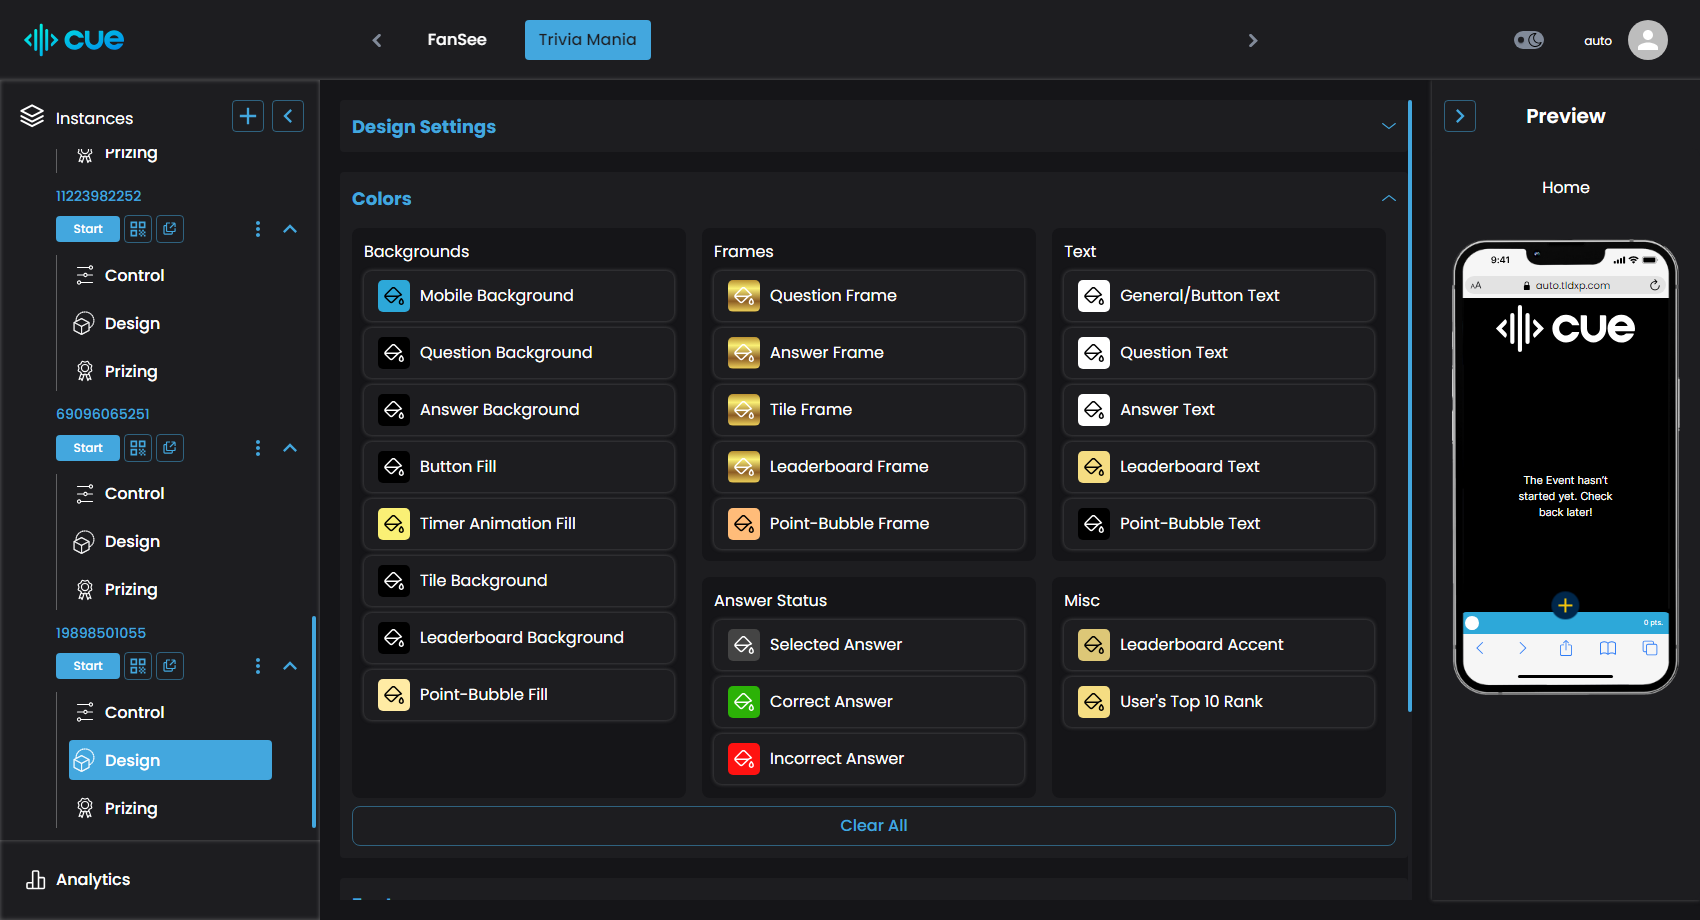 cue
FanSee
Trivia Mania
auto
Instances
Prizing
11223982252
Start
Control
Design
Prizing
69096065251
Start
Control
Design
Prizing
19898501055
Start
Control
Design
Prizing
Analytics
Design Settings
Colors
Backgrounds
Mobile Background
Question Background
Answer Background
Button Fill
Timer Animation Fill
Tile Background
Leaderboard Background
Point-Bubble Fill
Frames
Question Frame
Answer Frame
Tile Frame
Leaderboard Frame
Point-Bubble Frame
Answer Status
Selected Answer
Correct Answer
Incorrect Answer
Text
General/Button Text
Question Text
Answer Text
Leaderboard Text
Point-Bubble Text
Misc
Leaderboard Accent
User's Top 10 Rank
Clear All
Preview
Home
9:41
AA
auto.tldxp.com
cue
The Event hasn't
started yet. Check
back later!
0 pts.